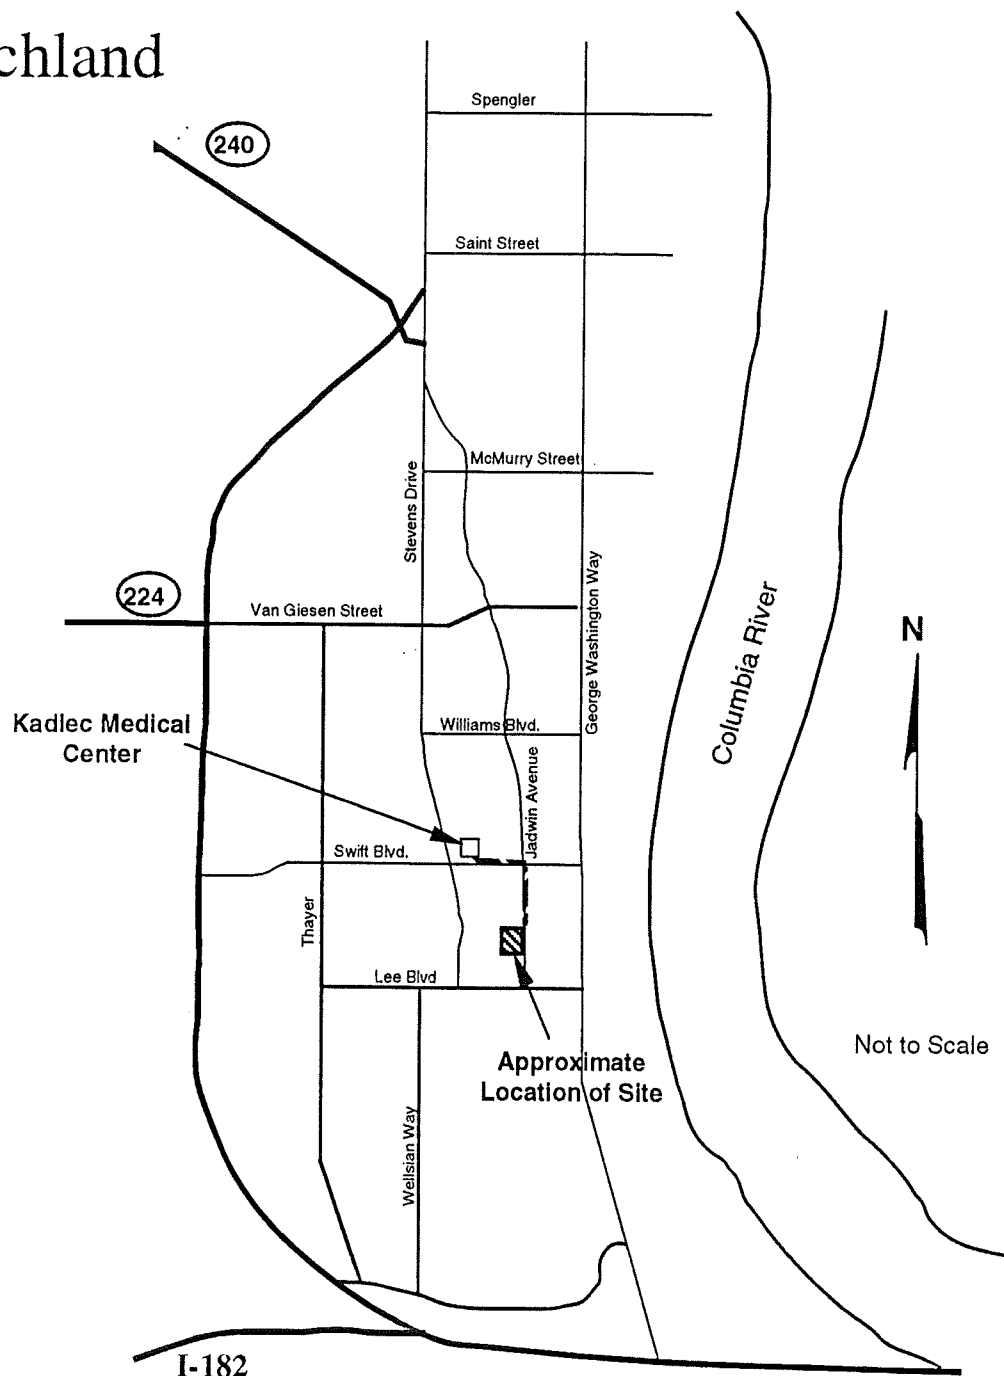 chland
Spengler
240
Saint Street
McMurry Street
Stevens Drive
224
Van Giesen Street
George Washington Way
Columbia River
N
Kadlec Medical
Center
Williams Blvd.
Jadwin Avenue
Swift Blvd.
Thayer
Lee Blvd
Not to Scale
Approximate
Location of Site
Wellsian Way
I-182